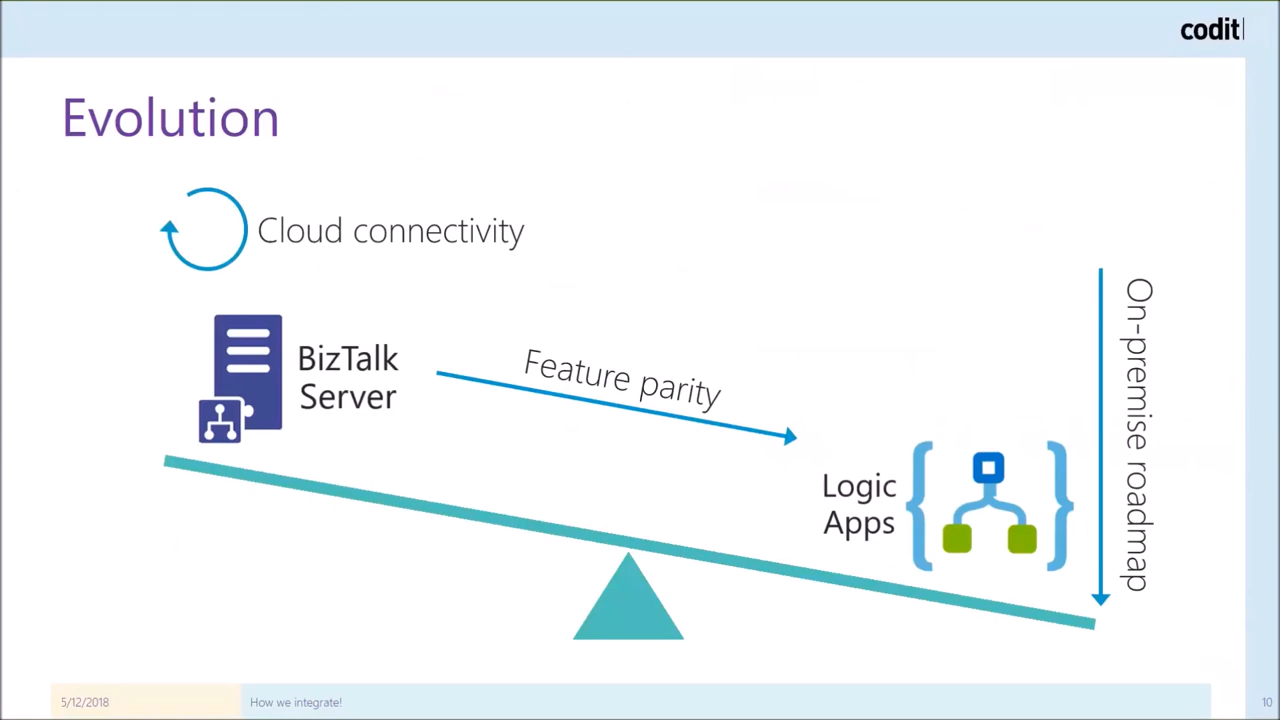 codit
Evolution
Cloud connectivity
BizTalk
Server
Feature parity
Logic
Apps
On-premise roadmap
5/12/2018
How we integrate!
10